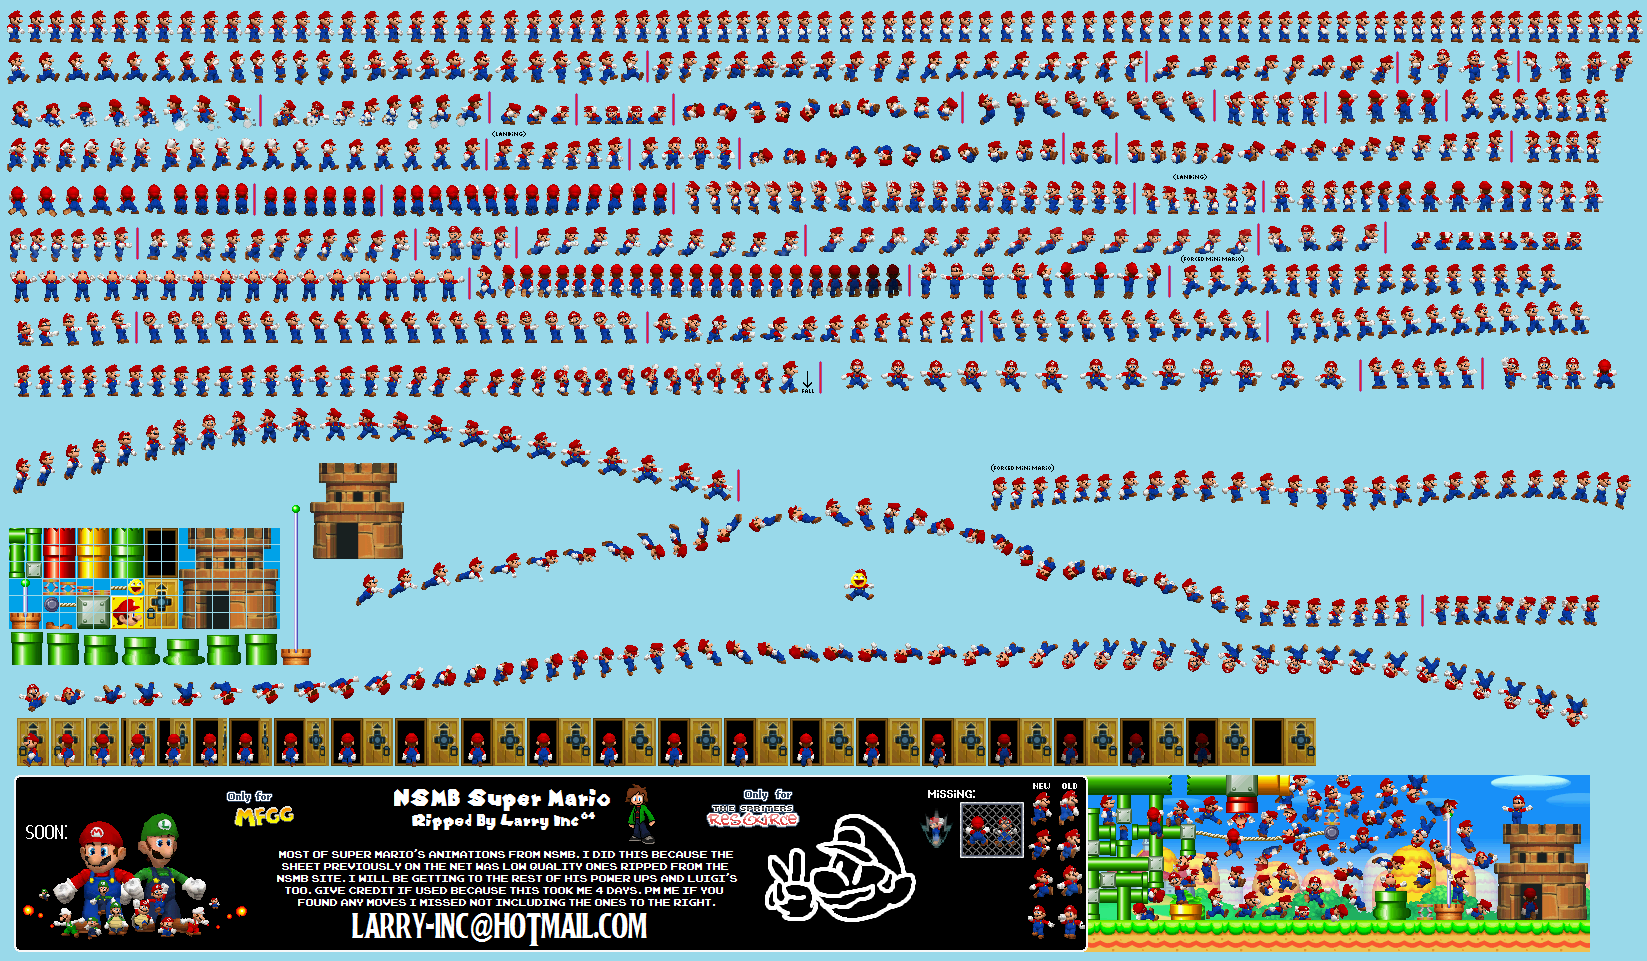 (LANDING)
(LANDING)
(FORCED MINI MARIO)
FALL
(FORCED MINI MARIO)
SOON:
Only for
MFGG
NSMB Super Mario
Ripped By Larry Inc 64
Only for
THE SPRITERS
RESOURCE
MOST OF SUPER MARIO'S ANIMATIONS FROM NSMB. I DID THIS BECAUSE THE
SHEET PREVIOUSLY ON THE NET WAS LOW QUALITY ONES RIPPED FROM THE
NSMB SITE. I WILL BE GETTING TO THE REST OF HIS POWER UPS AND LUIGI'S
TOO. GIVE CREDIT IF USED BECAUSE THIS TOOK ME 4 DAYS. PM ME IF YOU
FOUND ANY MOVES I MISSED NOT INCLUDING THE ONES TO THE RIGHT.
LARRY-INC@HOTMAIL.COM
MISSING:
NEW OLD